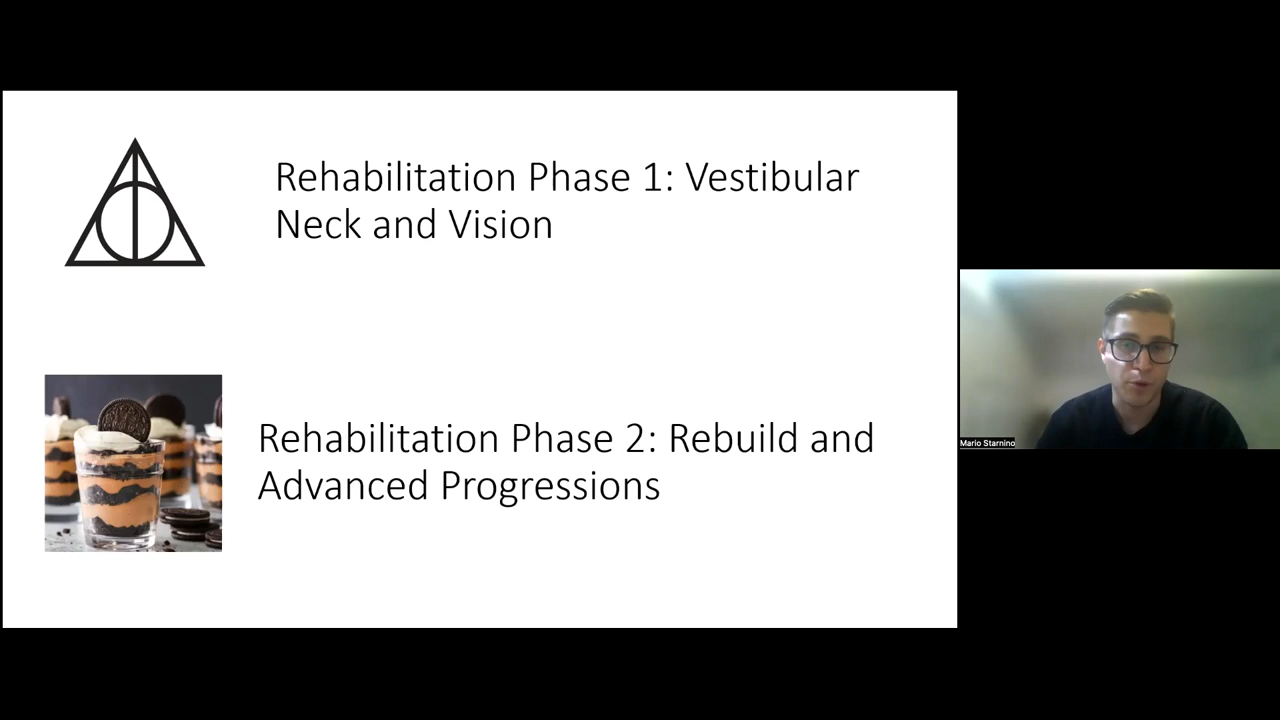 Rehabilitation Phase 1: Vestibular
Neck and Vision
Rehabilitation Phase 2: Rebuild and
Advanced Progressions
Mario Starnino